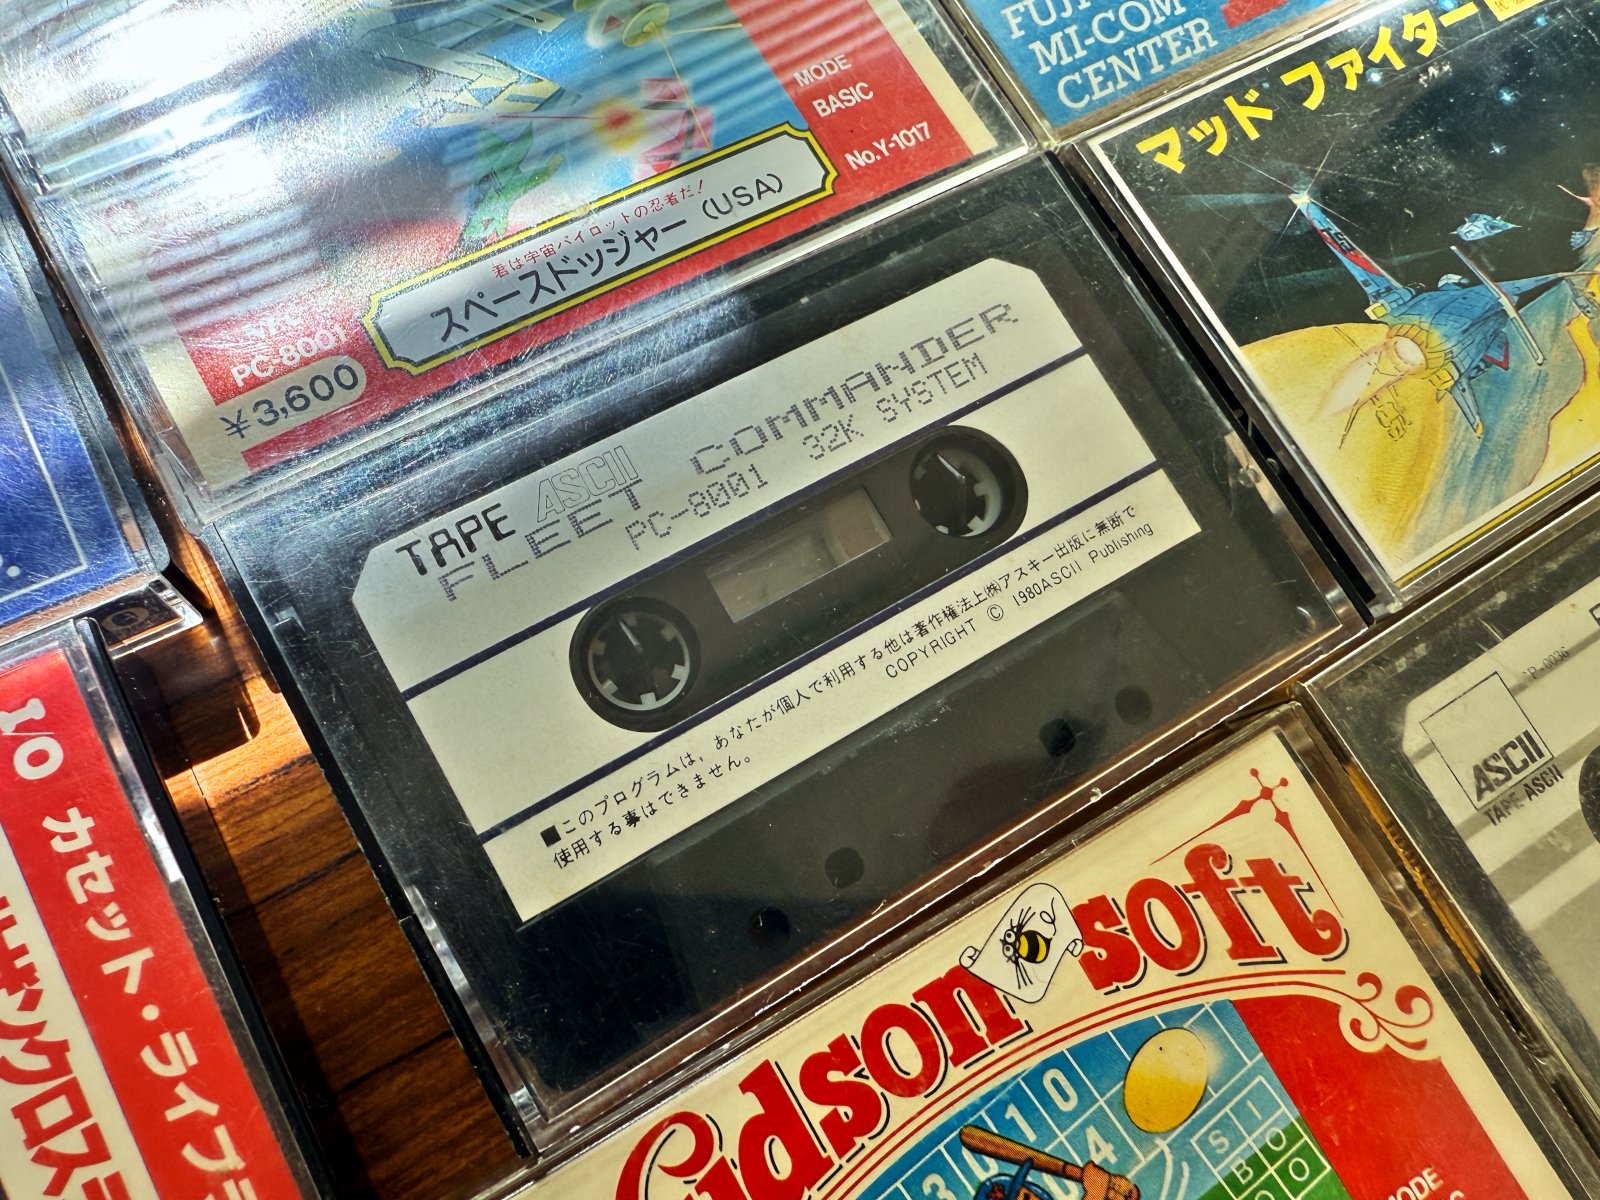 MODE
BASIC
No.Y-1017
君は宇宙パイロットの忍者だ!
スペースドッジャー (USA)
NEC
PC-8001
¥3,600
FUJI
MI-COM
CENTER
マッド ファイター
TAPE ASCII
FLEET COMMANDER
PC-8001 32K SYSTEM
■このプログラムは、あなたが個人で利用する他は著作権法上㈱アスキー出版に無断で
使用する事はできません。
COPYRIGHT © 1980ASCII Publishing
I/O カセット・ライブラ
ASCII
TAPE ASCII
Hudson soft
3010
04
S
B
O
MODE